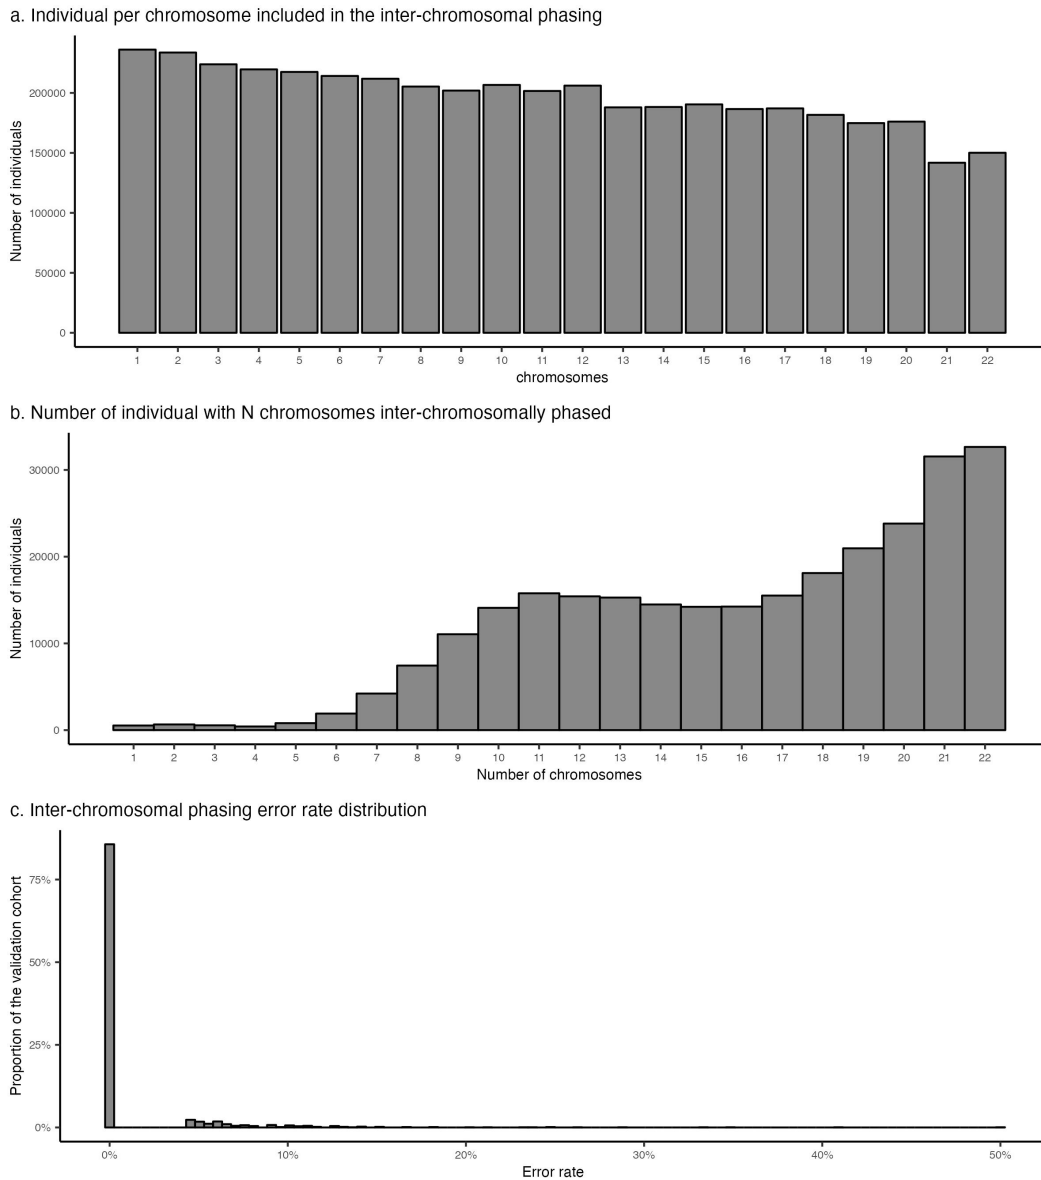 a. Individual per chromosome included in the inter-chromosomal phasing
Number of individuals
200000
150000
100000
50000
0
1 2 3 4 5 6 7 8 9 10 11 12 13 14 15 16 17 18 19 20 21 22
chromosomes
b. Number of individual with N chromosomes inter-chromosomally phased
Number of individuals
30000
20000
10000
0
1 2 3 4 5 6 7 8 9 10 11 12 13 14 15 16 17 18 19 20 21 22
Number of chromosomes
c. Inter-chromosomal phasing error rate distribution
Proportion of the validation cohort
75%
50%
25%
0%
0% 10% 20% 30% 40% 50%
Error rate